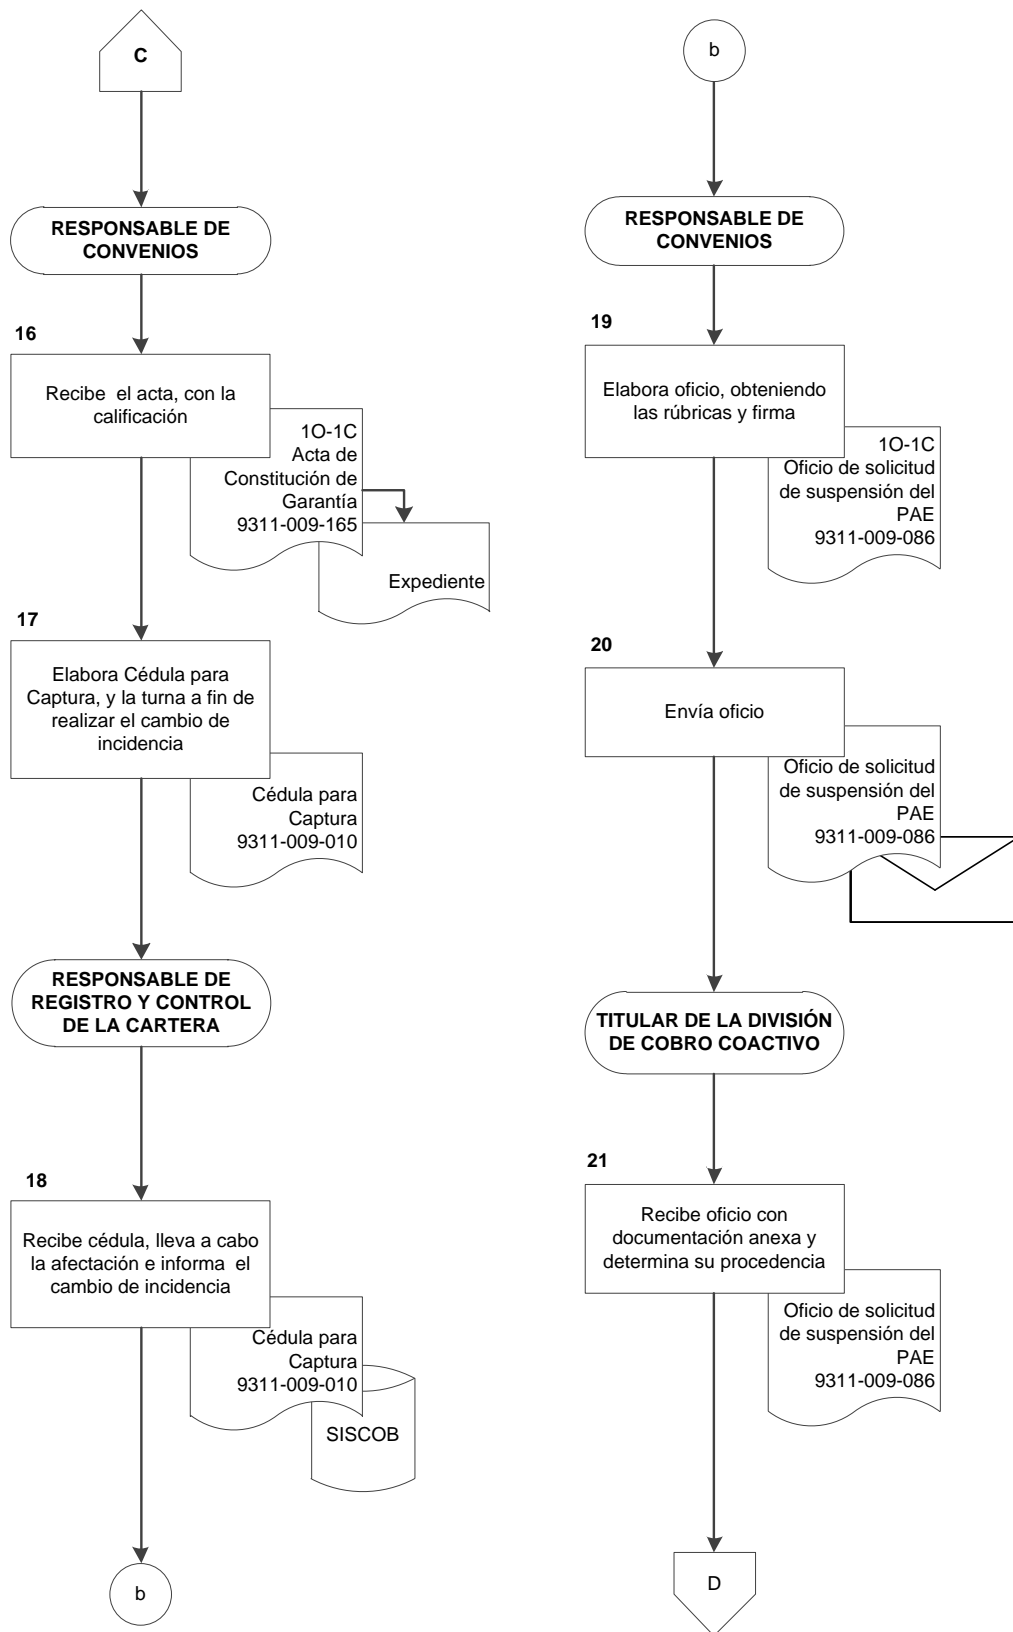 C
RESPONSABLE DE
CONVENIOS
16
Recibe el acta, con la
calificación
1O-1C
Acta de
Constitución de
Garantía
9311-009-165
Expediente
17
Elabora Cédula para
Captura, y la turna a fin de
realizar el cambio de
incidencia
Cédula para
Captura
9311-009-010
RESPONSABLE DE
REGISTRO Y CONTROL
DE LA CARTERA
18
Recibe cédula, lleva a cabo
la afectación e informa el
cambio de incidencia
Cédula para
Captura
9311-009-010
SISCOB
b
b
RESPONSABLE DE
CONVENIOS
19
Elabora oficio, obteniendo
las rúbricas y firma
1O-1C
Oficio de solicitud
de suspensión del
PAE
9311-009-086
20
Envía oficio
Oficio de solicitud
de suspensión del
PAE
9311-009-086
TITULAR DE LA DIVISIÓN
DE COBRO COACTIVO
21
Recibe oficio con
documentación anexa y
determina su procedencia
Oficio de solicitud
de suspensión del
PAE
9311-009-086
D